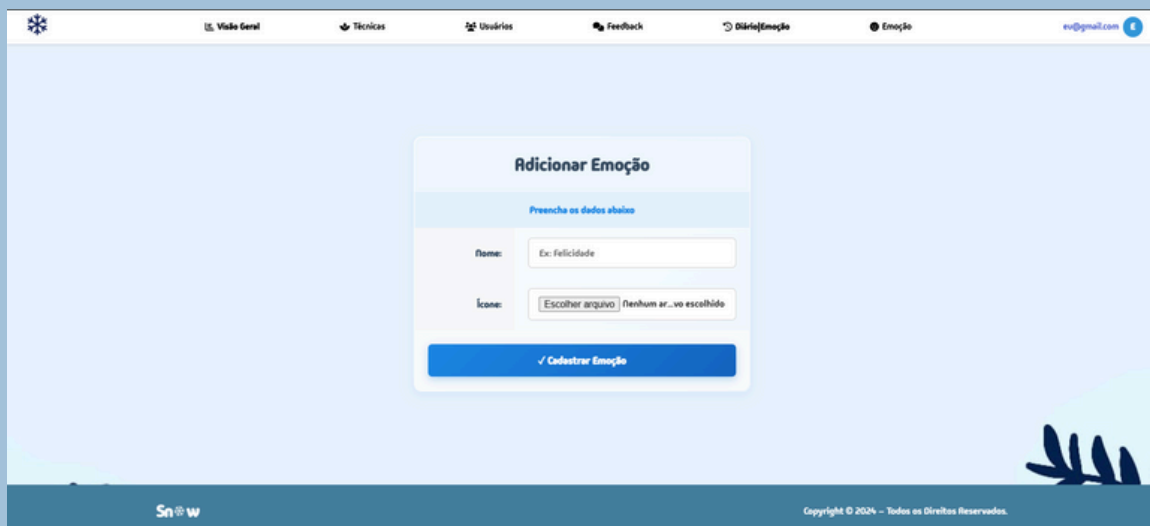 Visão Geral Técnicas Usuários Feedback Diário|Emoção Emoção eu@gmail.com E
Adicionar Emoção
Preencha os dados abaixo
Nome: Ex: Felicidade
Ícone: Escolher arquivo Nenhum ar...vo escolhido
✓ Cadastrar Emoção
Snow Copyright © 2024 – Todos os Direitos Reservados.